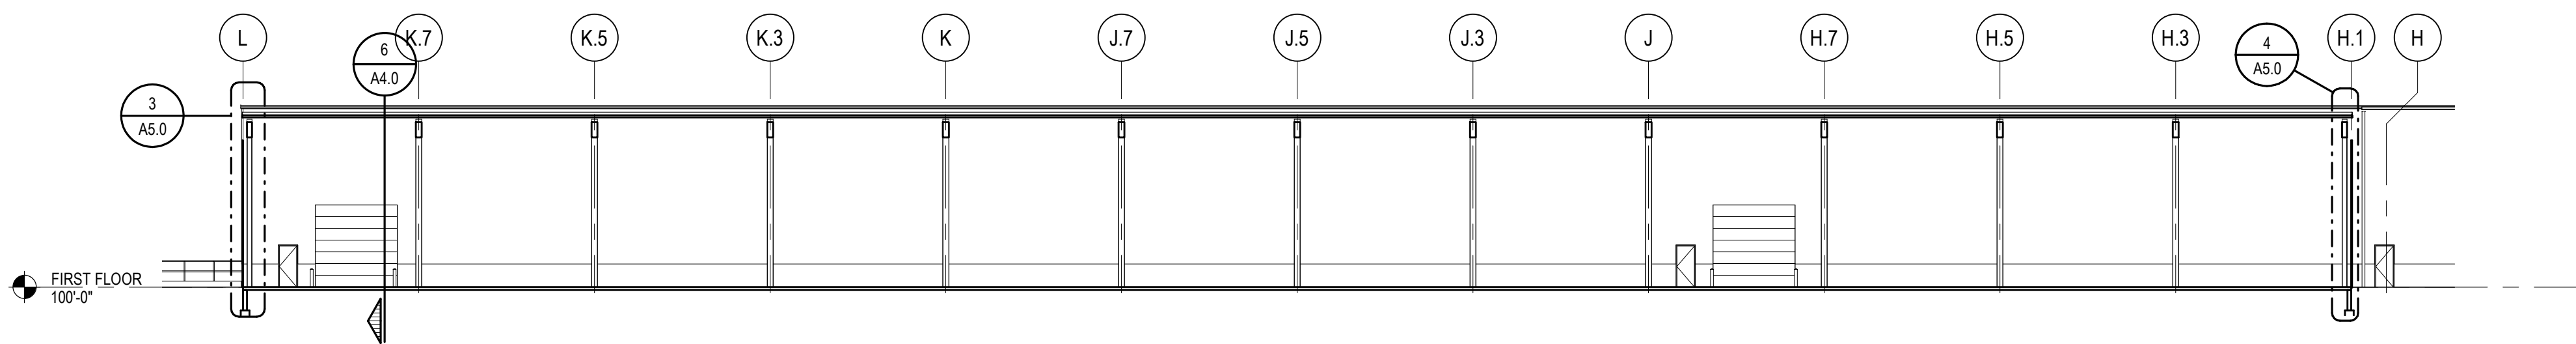 L
K.7
K.5
K.3
K
J.7
J.5
J.3
J
H.7
H.5
H.3
H.1
H
6
A4.0
4
A5.0
3
A5.0
FIRST FLOOR
100'-0"